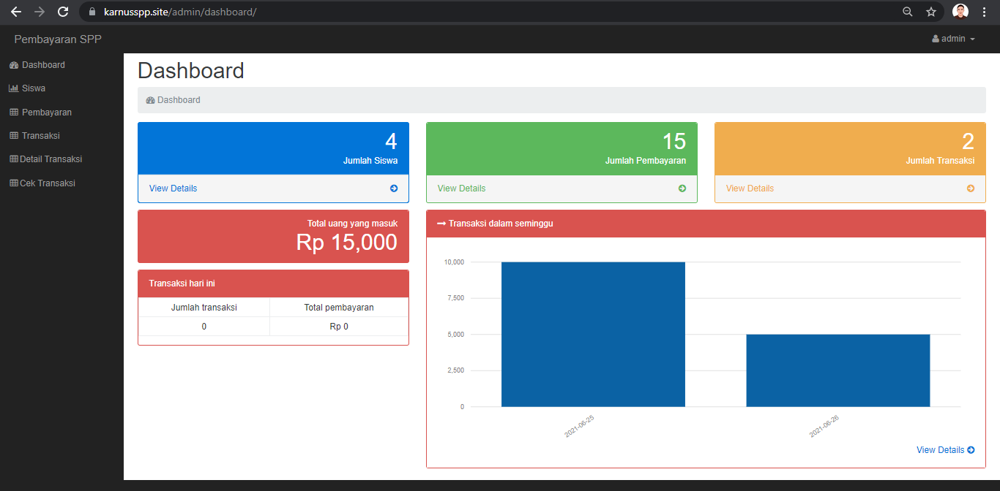 karnusspp.site/admin/dashboard/
Pembayaran SPP
admin
Dashboard
Siswa
Pembayaran
Transaksi
Detail Transaksi
Cek Transaksi
Dashboard
Dashboard
4
Jumlah Siswa
View Details
15
Jumlah Pembayaran
View Details
2
Jumlah Transaksi
View Details
Total uang yang masuk
Rp 15,000
Transaksi hari ini
Jumlah transaksi Total pembayaran
0 Rp 0
Transaksi dalam seminggu
10,000
7,500
5,000
2,500
0
2021-06-25 2021-06-26
View Details